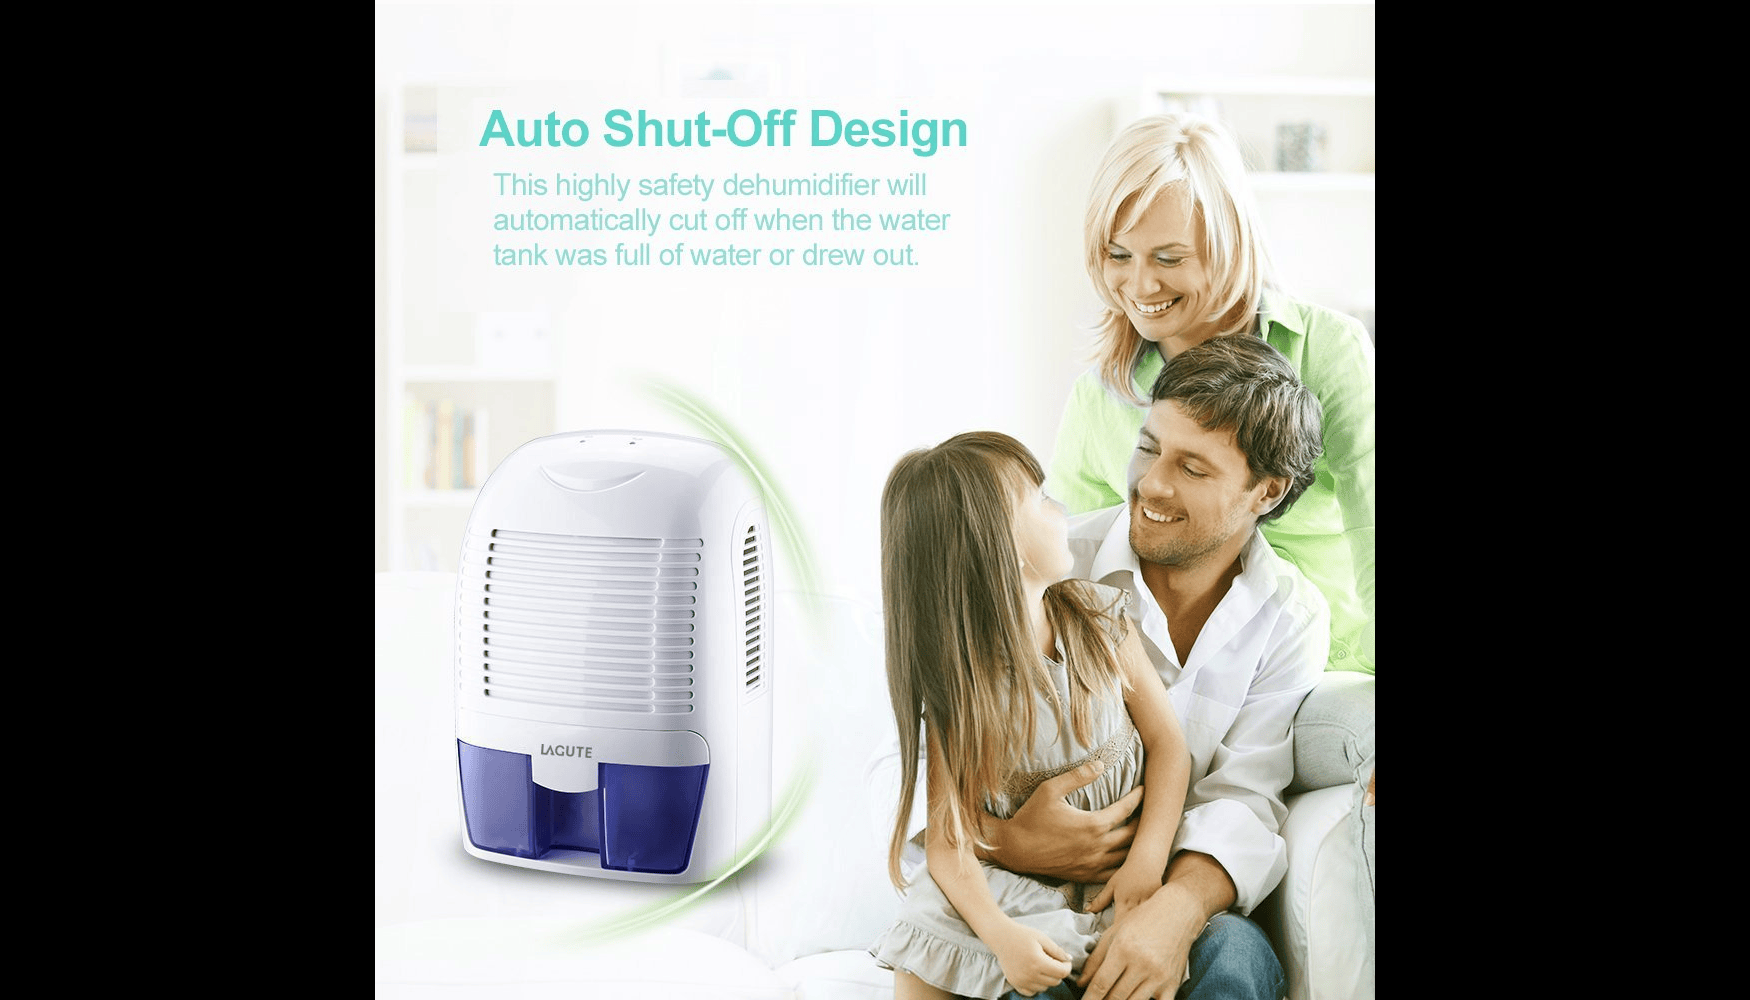 Auto Shut-Off Design
This highly safety dehumidifier will
automatically cut off when the water
tank was full of water or drew out.
LAGUTE